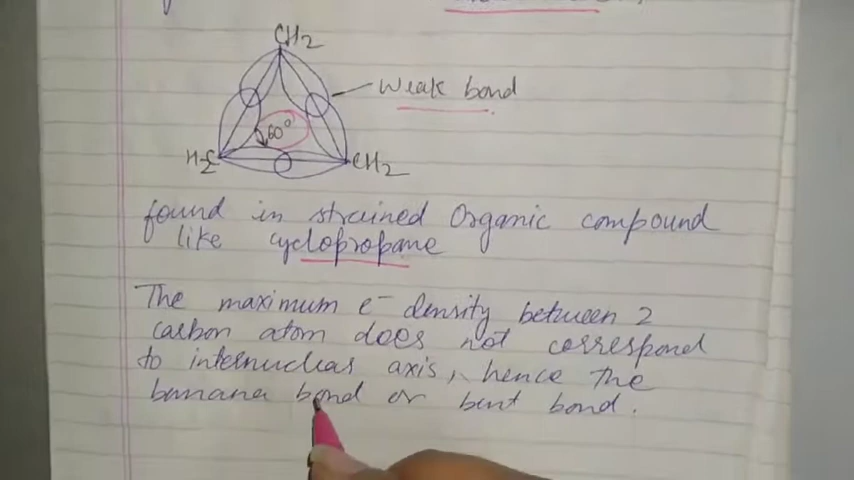 CH2
Weak bond
60°
H2C
CH2
found in strained Organic compound
like cyclopropane
The maximum e- density between 2
carbon atom does not correspond
to internuclear axis, hence the
banana bond or bent bond.